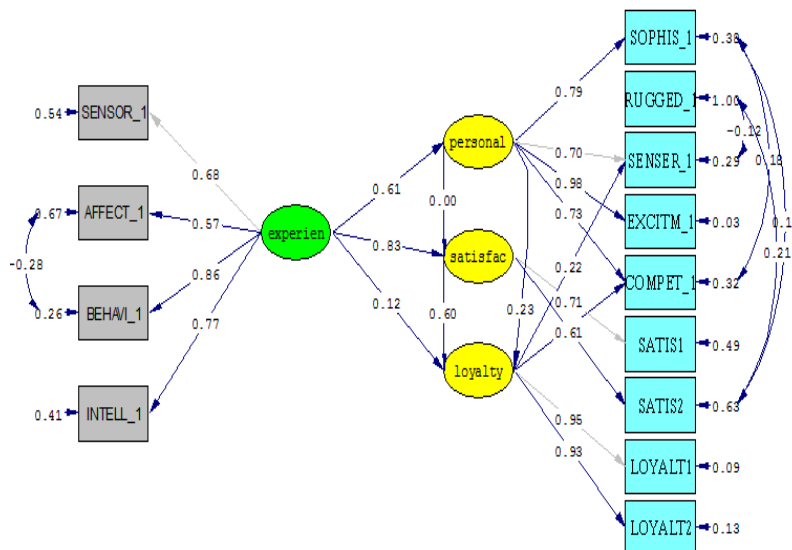 SOPHIS_1
0.38
SENSOR_1
0.54
0.79
RUGGED_1
1.00
-0.12
personal
0.70
SENSER_1
0.29
0.18
0.68
0.61
0.98
AFFECT_1
0.67
0.57
0.00
0.73
EXCITM_1
0.03
experien
0.1
-0.28
0.83
satisfac
0.22
0.21
0.86
COMPET_1
0.32
BEHAVI_1
0.26
0.12
0.71
0.77
0.60
0.23
0.61
SATIS1
0.49
loyalty
INTELL_1
0.41
SATIS2
0.63
0.95
0.93
LOYALT1
0.09
LOYALT2
0.13